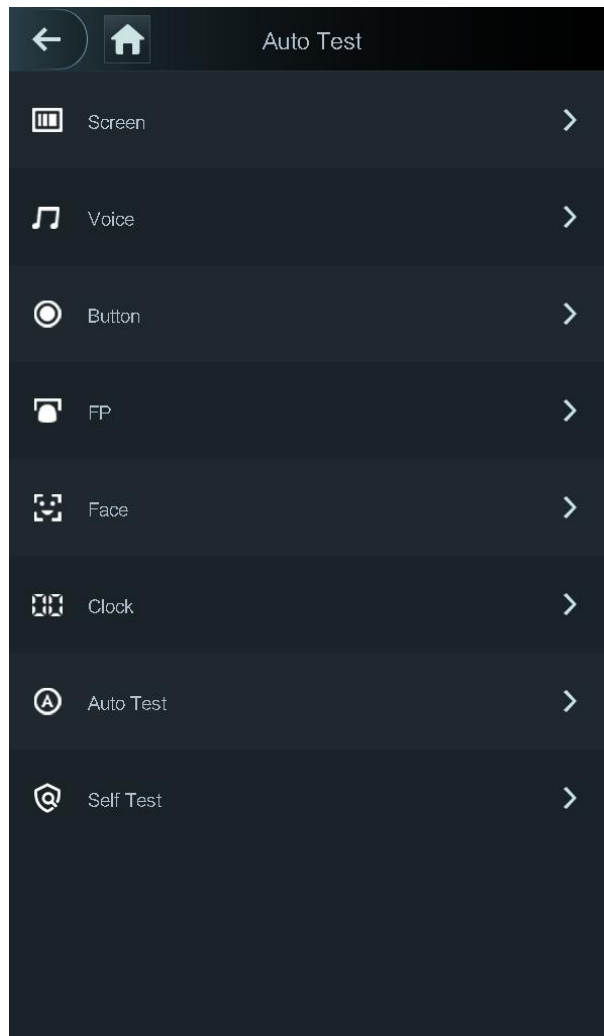 Auto Test
Screen
Voice
Button
FP
Face
Clock
Auto Test
Self Test